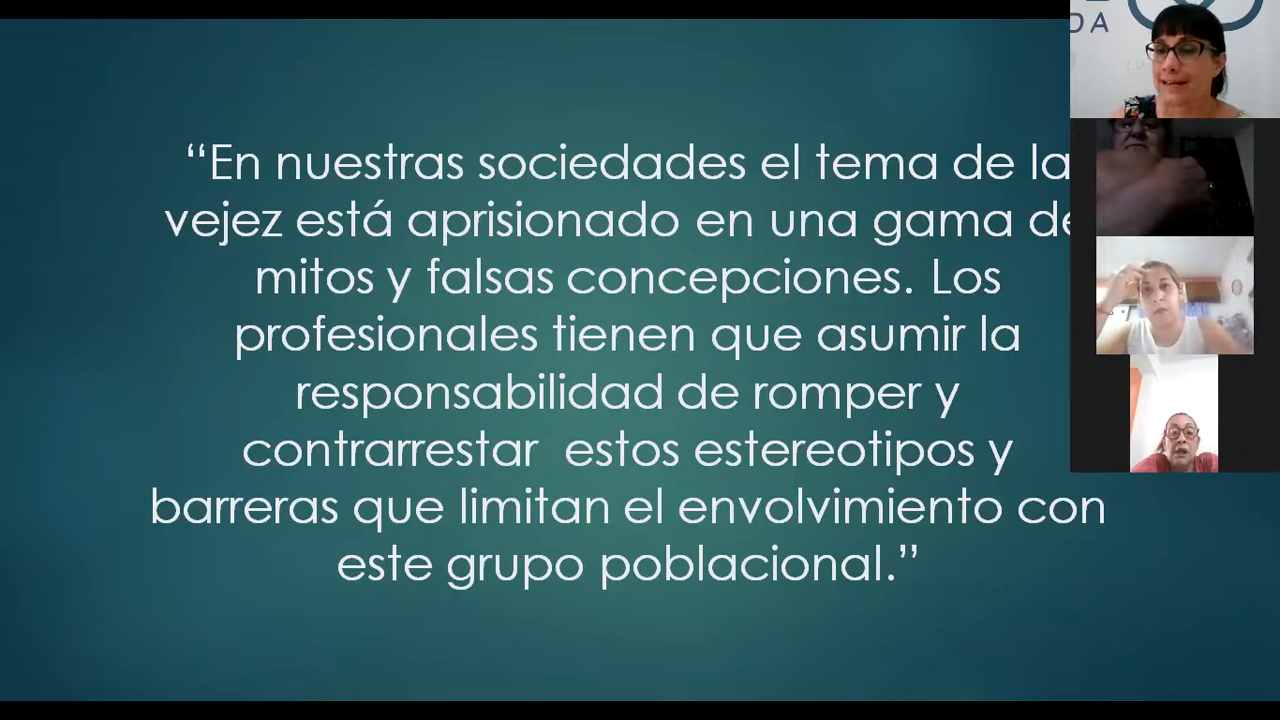 “En nuestras sociedades el tema de la
vejez está aprisionado en una gama de
mitos y falsas concepciones. Los
profesionales tienen que asumir la
responsabilidad de romper y
contrarrestar  estos estereotipos y
barreras que limitan el envolvimiento con
este grupo poblacional.”
DA